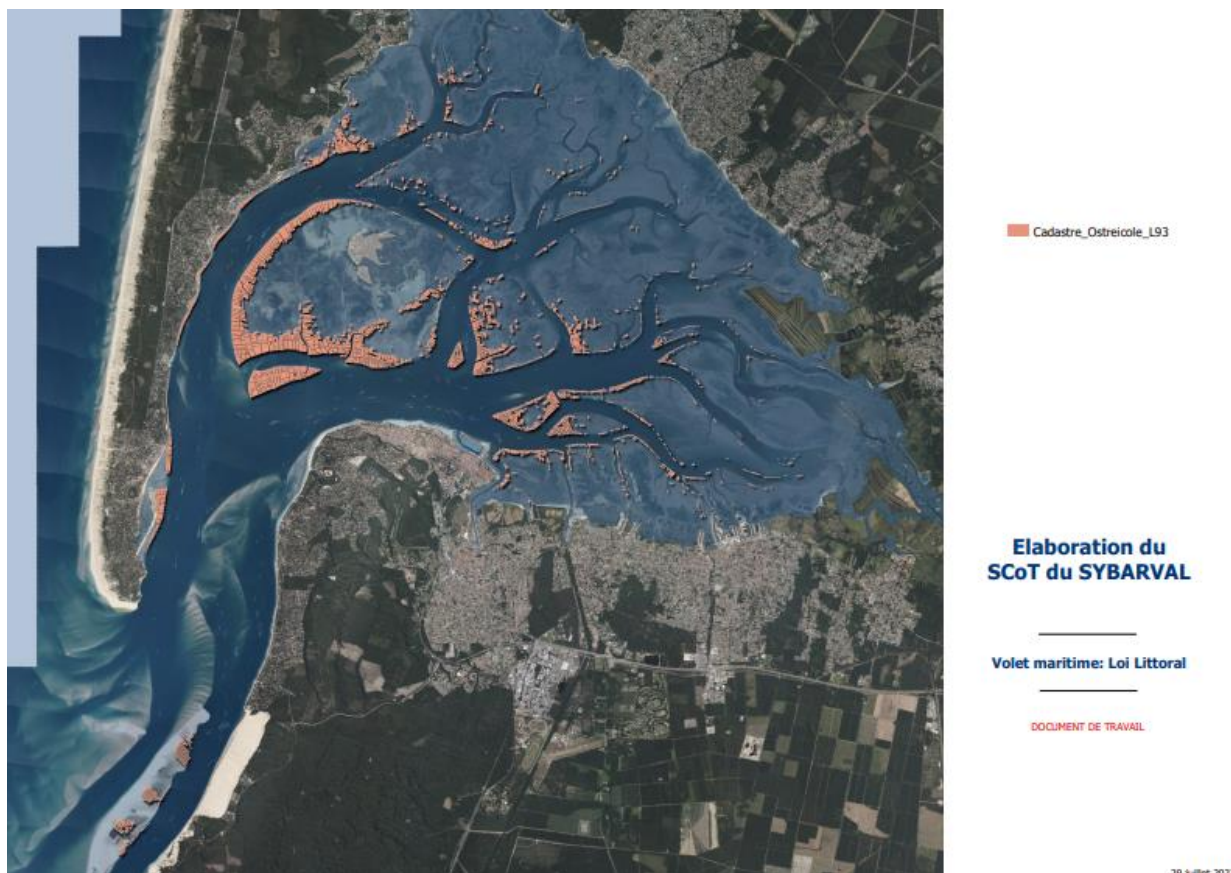 Cadastre_Ostreicole_L93
Elaboration du
SCoT du SYBARVAL
Volet maritime: Loi Littoral
DOCUMENT DE TRAVAIL